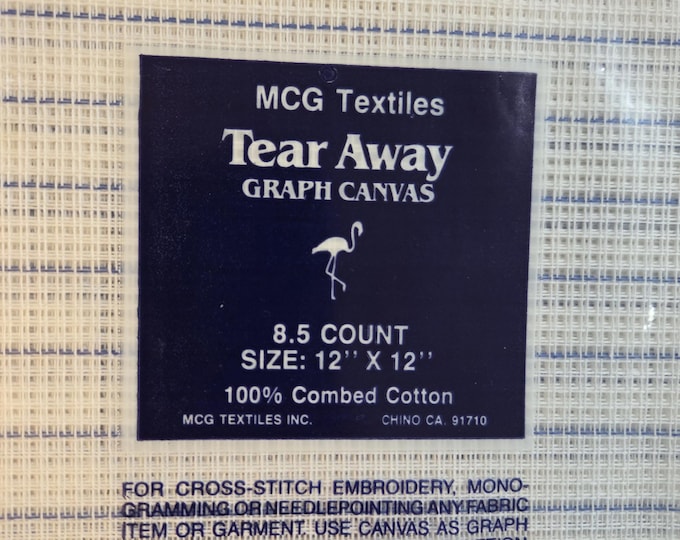 MCG Textiles
Tear Away
GRAPH CANVAS
8.5 COUNT
SIZE: 12'' X 12''
100% Combed Cotton
MCG TEXTILES INC. CHINO CA. 91710
FOR CROSS-STITCH EMBROIDERY, MONO-
GRAMMING OR NEEDLEPOINTING ANY FABRIC
ITEM OR GARMENT. USE CANVAS AS GRAPH